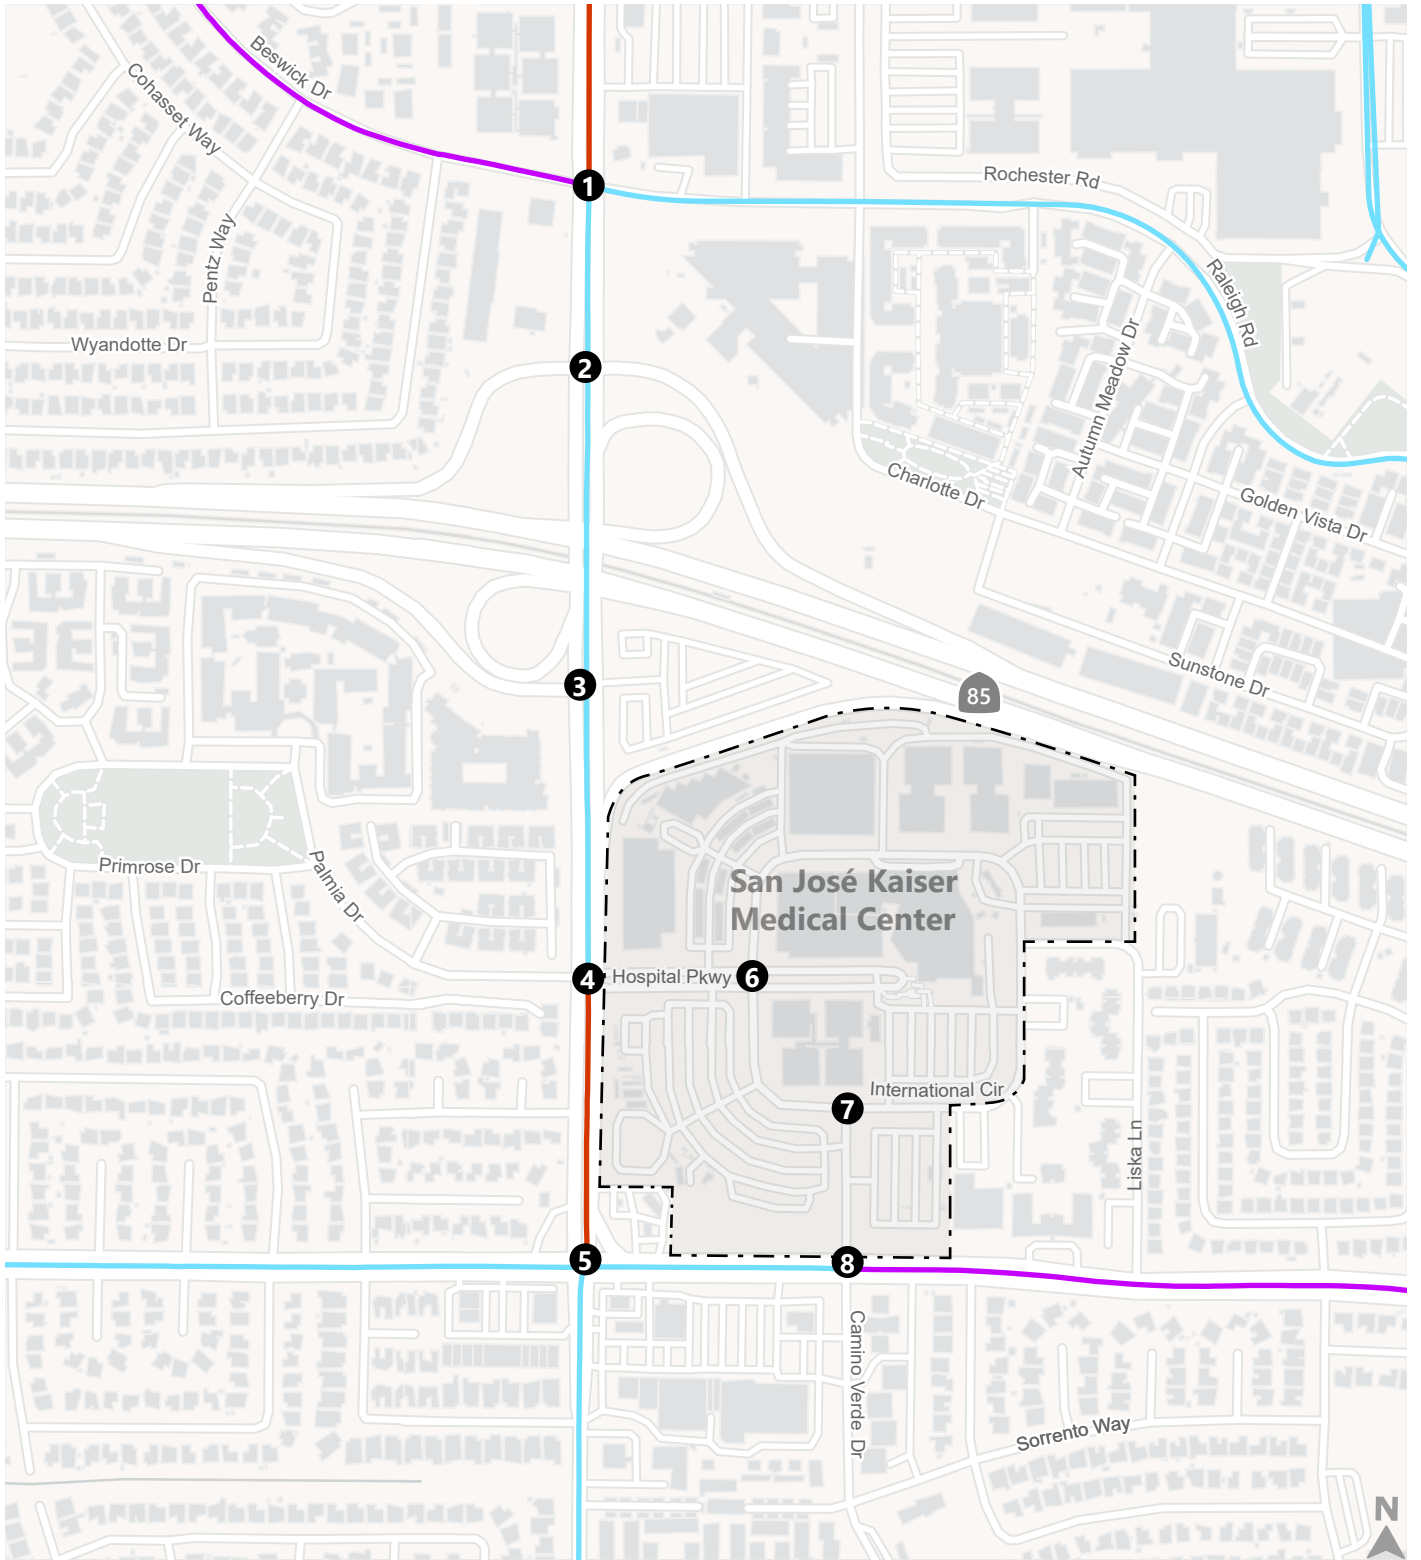 Beswick Dr
Cohasset Way
1
Rochester Rd
Pentz Way
Raleigh Rd
Wyandotte Dr
2
Autumn Meadow Dr
Charlotte Dr
Golden Vista Dr
Sunstone Dr
3
85
Primrose Dr
Palmia Dr
San José Kaiser
Medical Center
4
Hospital Pkwy
6
Coffeeberry Dr
International Cir
7
Liska Ln
5
8
Camino Verde Dr
Sorrento Way
N